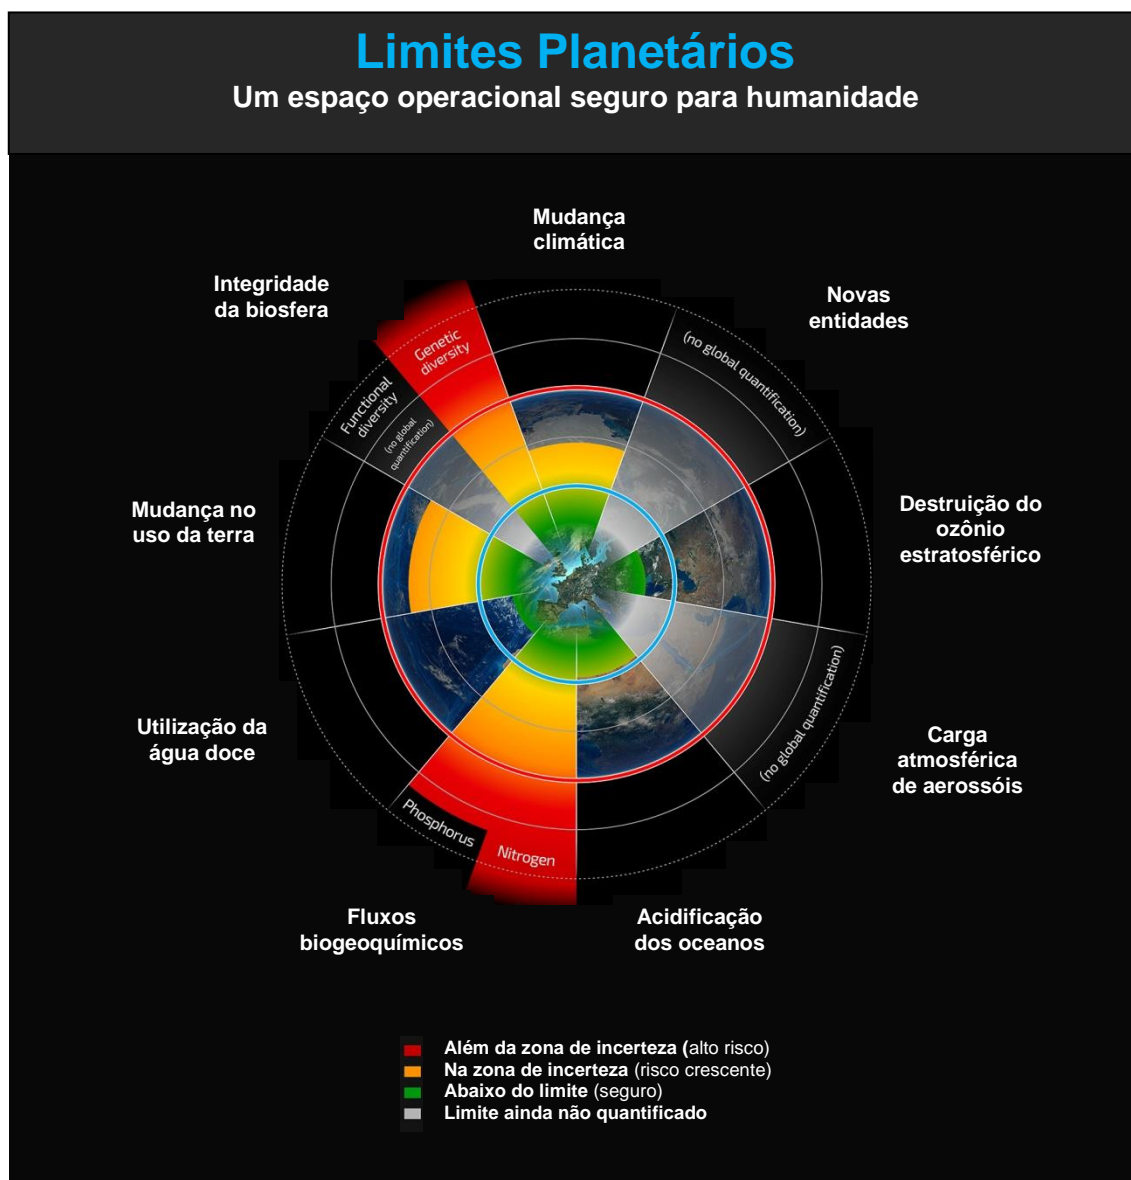 Limites Planetários
Um espaço operacional seguro para humanidade
Mudança
climática
Integridade
da biosfera
Novas
entidades
Genetic
diversity
(no global quantification)
Functional
diversity
(no global
quantification)
Mudança no
uso da terra
Destruição do
ozônio
estratosférico
Utilização da
água doce
(no global quantification)
Carga
atmosférica
de aerossóis
Phosphorus
Nitrogen
Fluxos
biogeoquímicos
Acidificação
dos oceanos
Além da zona de incerteza (alto risco)
Na zona de incerteza (risco crescente)
Abaixo do limite (seguro)
Limite ainda não quantificado